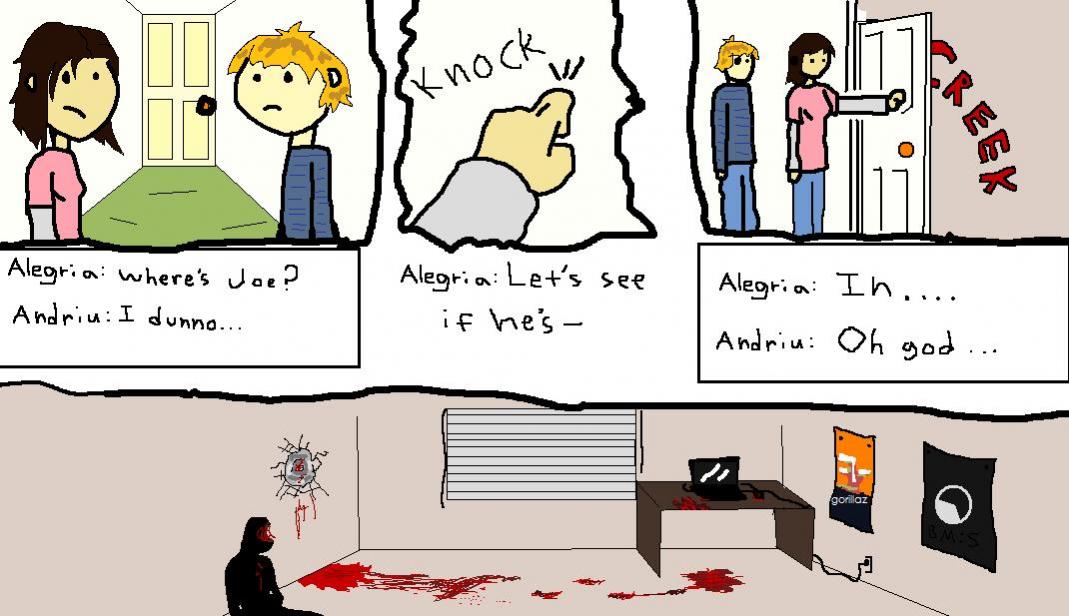 KNOCK
CREEK
Alegria: where's Joe?
Andriu: I dunno...
Alegria: Let's see
if he's—
Alegria: In....
Andriu: Oh god...
gorillaz
BM:S